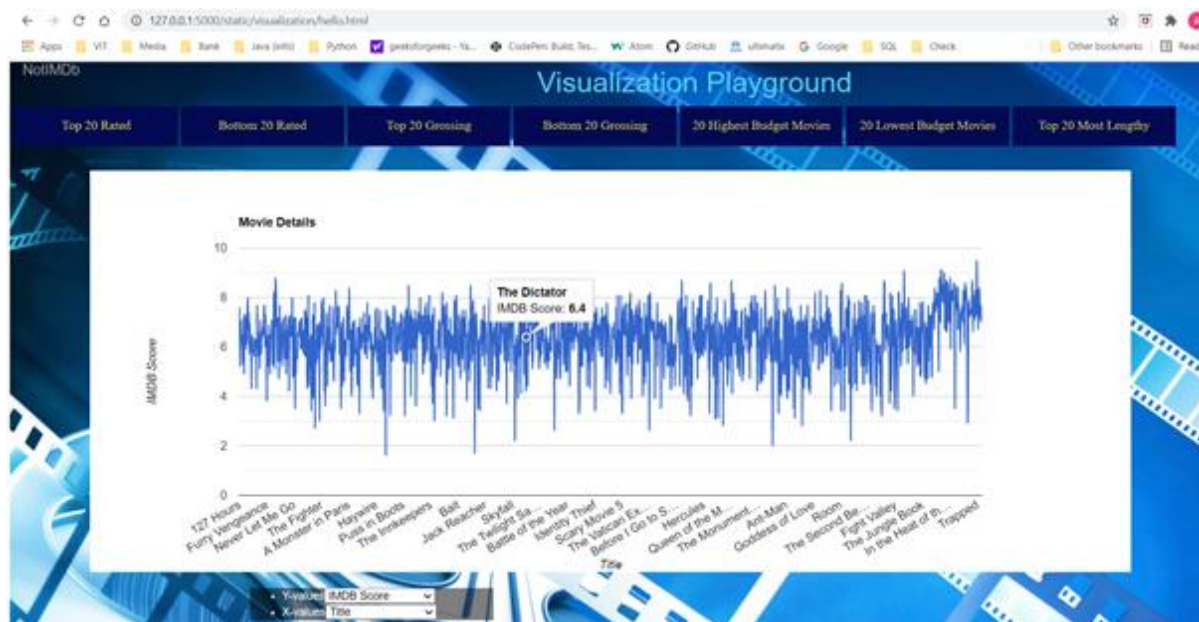 127.0.0.1:5000/static/visualization/hello.html
Apps VIT Media Bank Java (info) Python geeksforgeeks - Ya... CodePen: Build, Tes... Atom GitHub ultimatix Google SQL Check Other bookmarks Read
NotIMDb
Visualization Playground
Top 20 Rated Bottom 20 Rated Top 20 Grossing Bottom 20 Grossing 20 Highest Budget Movies 20 Lowest Budget Movies Top 20 Most Lengthy
Movie Details
10
8
The Dictator
IMDB Score: 6.4
6
4
2
0
IMDB Score
127 Hours
Furry Vengeance
Never Let Me Go
The Fighter
A Monster in Paris
Haywire
Puss in Boots
The Innkeepers
Bait
Jack Reacher
Skyfall
The Twilight Sa...
Battle of the Year
Identity Thief
Scary Movie 5
The Vatican Ex...
Before I Go to S...
Hercules
Queen of the M...
The Monument...
Ant-Man
Goddess of Love
Room
The Second Be...
Fight Valley
The Jungle Book
In the Heat of th...
Trapped
Title
Y-values IMDB Score
X-values Title